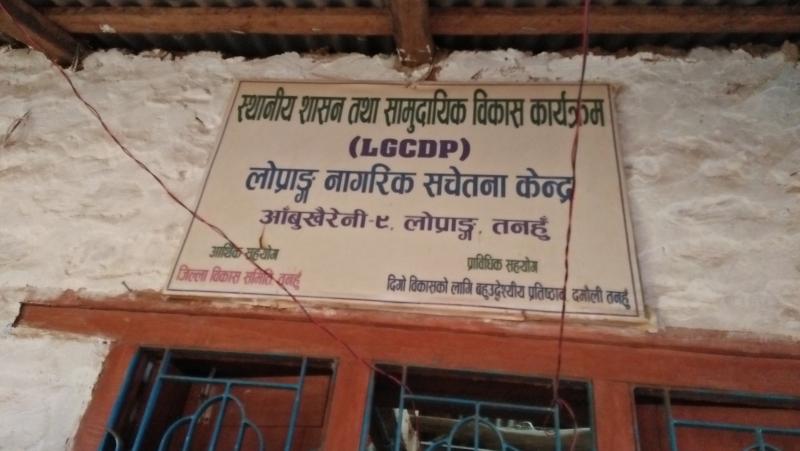 स्थानीय शासन तथा सामुदायिक विकास कार्यक्रम
(LGCDP)
लोप्राङ्ग नागरिक सचेतना केन्द्र
आँबुखैरेनी-९, लोप्राङ्ग, तनहुँ
आर्थिक सहयोग
जिल्ला विकास समिति तनहुँ
प्राविधिक सहयोग
दिगो विकासको लागि बहुउद्देश्यीय प्रतिष्ठान, दमौली तनहुँ